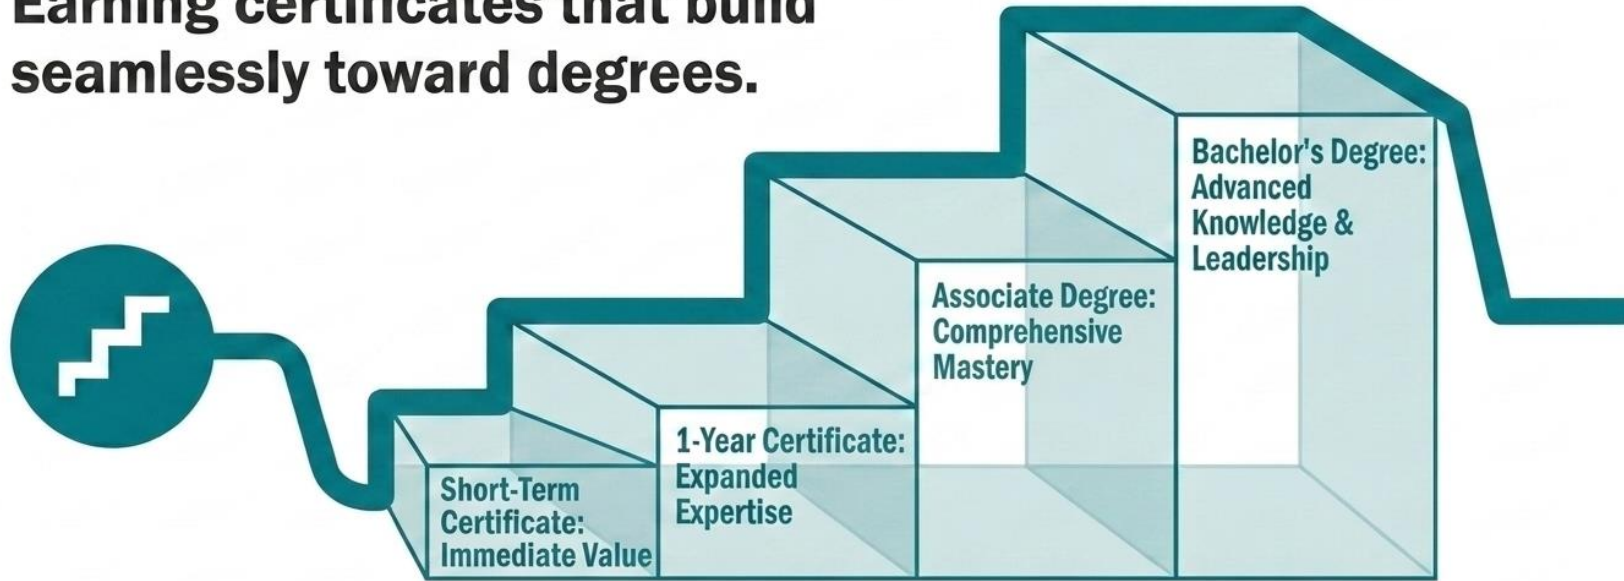 Earning certificates that build
seamlessly toward degrees.
Bachelor's Degree:
Advanced
Knowledge &
Leadership
Associate Degree:
Comprehensive
Mastery
1-Year Certificate:
Expanded
Expertise
Short-Term
Certificate:
Immediate Value